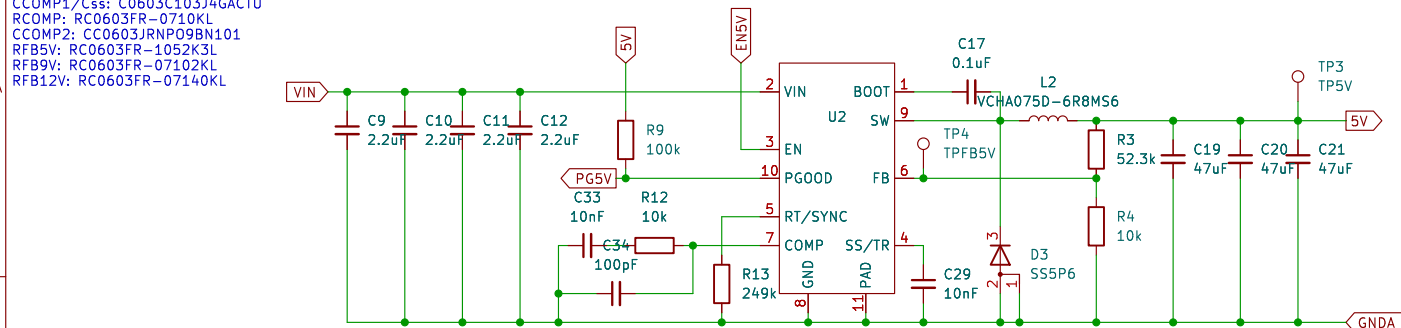 CCOMP1/Css: C0603C103J4GACTU
RCOMP: RC0603FR-0710KL
CCOMP2: CC0603JRNPO9BN101
RFB5V: RC0603FR-1052K3L
RFB9V: RC0603FR-07102KL
RFB12V: RC0603FR-07140KL
VIN
C9
2.2uF
C10
2.2uF
C11
2.2uF
C12
2.2uF
5V
EN5V
R9
100k
PG5V
C33
10nF
R12
10k
C34
100pF
R13
249k
U2
2
VIN
3
EN
10
PGOOD
5
RT/SYNC
7
COMP
8
GND
11
PAD
BOOT
1
SW
9
FB
6
SS/TR
4
C17
0.1uF
L2
VCHA075D-6R8MS6
TP4
TPFB5V
C29
10nF
3
2
1
D3
SS5P6
R3
52.3k
R4
10k
C19
47uF
C20
47uF
C21
47uF
TP3
TP5V
5V
GNDA